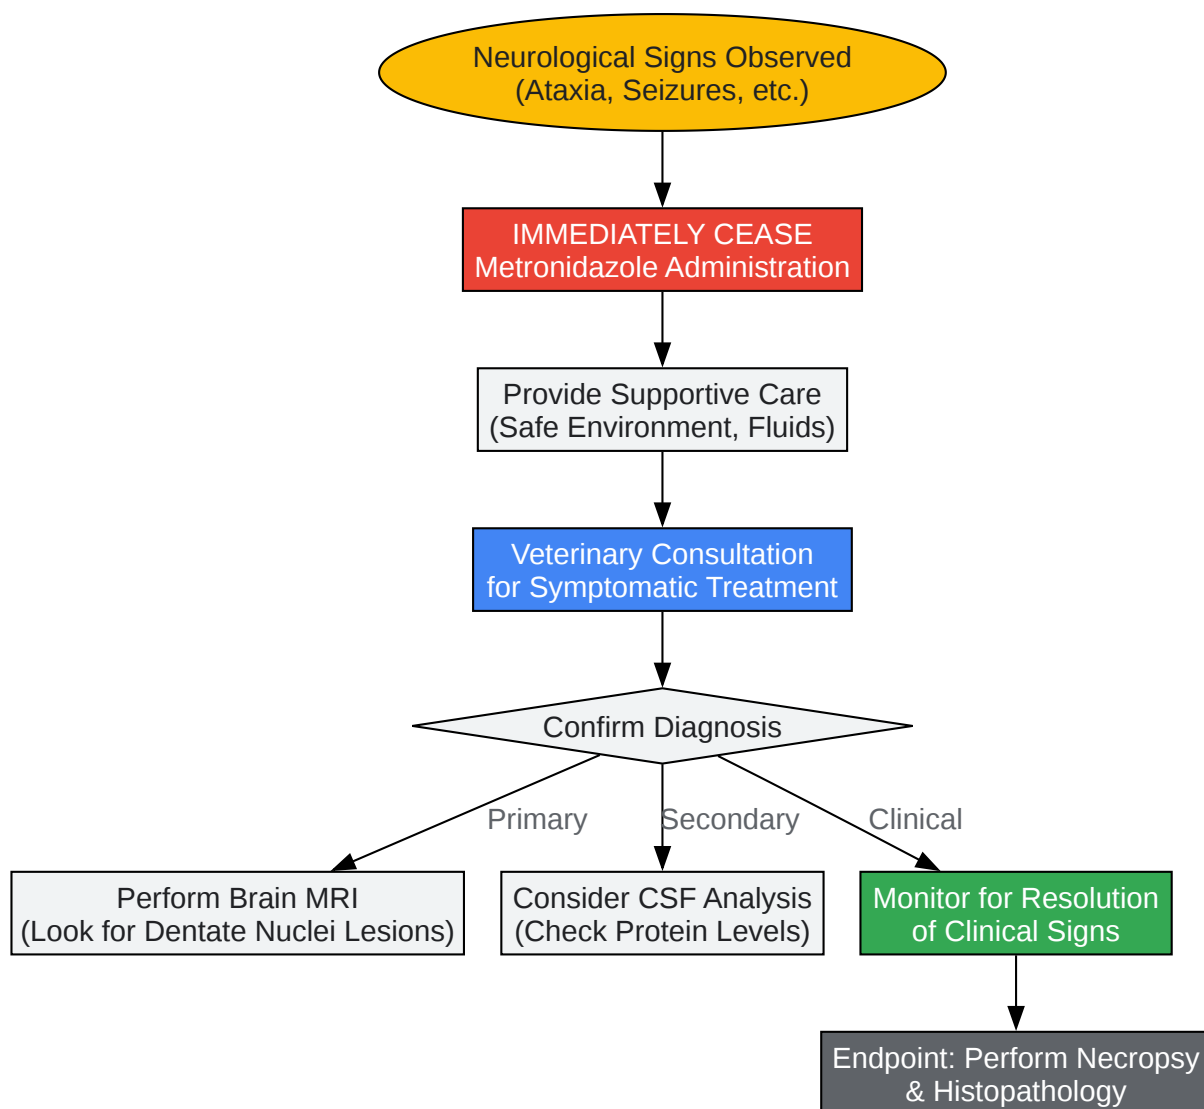 Neurological Signs Observed
(Ataxia, Seizures, etc.)
IMMEDIATELY CEASE
Metronidazole Administration
Provide Supportive Care
(Safe Environment, Fluids)
Veterinary Consultation
for Symptomatic Treatment
Confirm Diagnosis
Primary
Secondary
Clinical
Perform Brain MRI
(Look for Dentate Nuclei Lesions)
Consider CSF Analysis
(Check Protein Levels)
Monitor for Resolution
of Clinical Signs
Endpoint: Perform Necropsy
& Histopathology